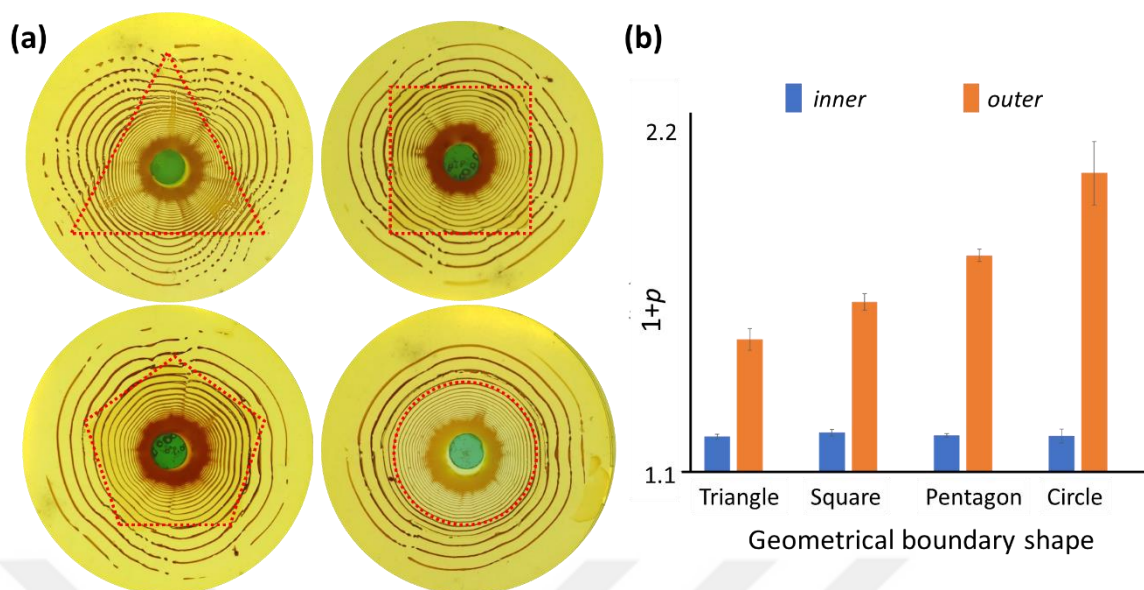 (a)
(b)
inner
outer
2.2
1+p
1.1
Triangle
Square
Pentagon
Circle
Geometrical boundary shape